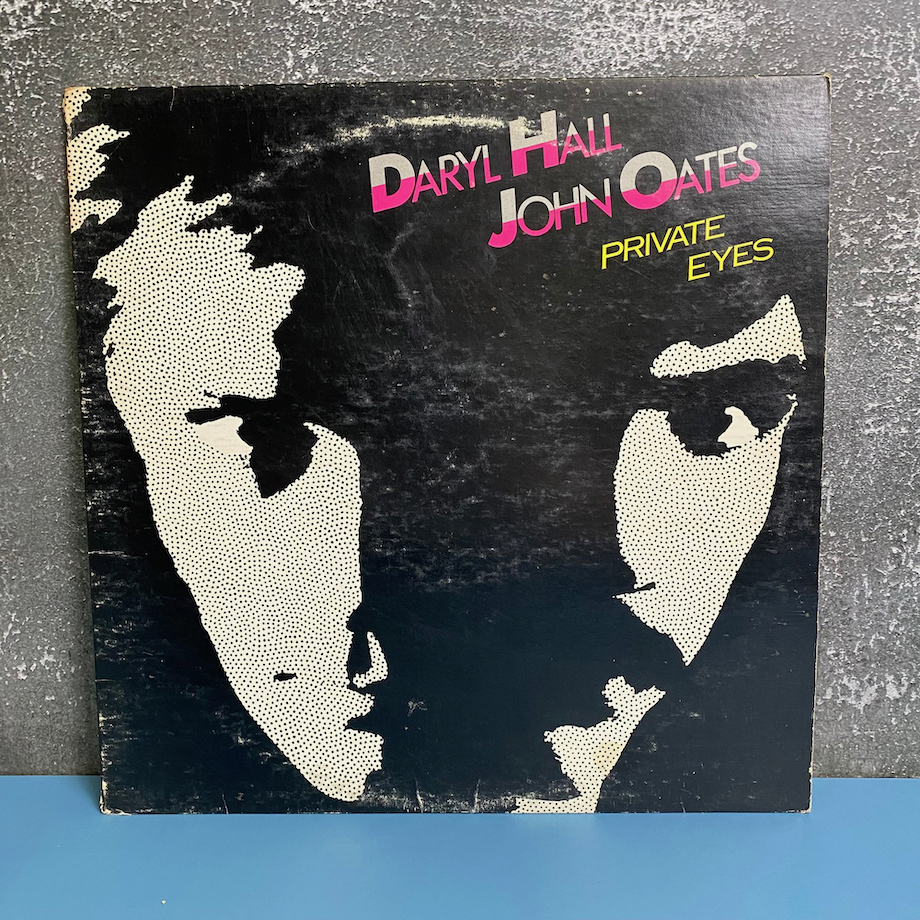 DARYL HALL
JOHN OATES
PRIVATE
EYES